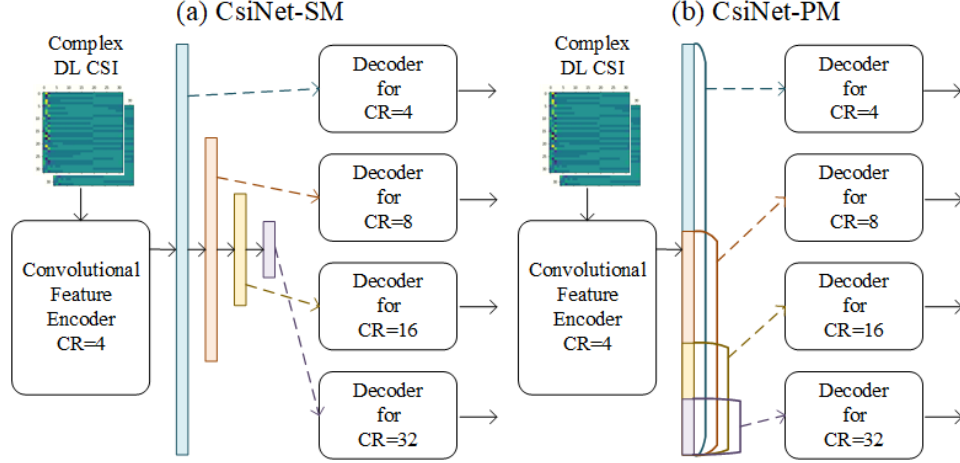 (a) CsiNet-SM
Complex
DL CSI
Convolutional
Feature
Encoder
CR=4
Decoder
for
CR=4
Decoder
for
CR=8
Decoder
for
CR=16
Decoder
for
CR=32
(b) CsiNet-PM
Complex
DL CSI
Convolutional
Feature
Encoder
CR=4
Decoder
for
CR=4
Decoder
for
CR=8
Decoder
for
CR=16
Decoder
for
CR=32